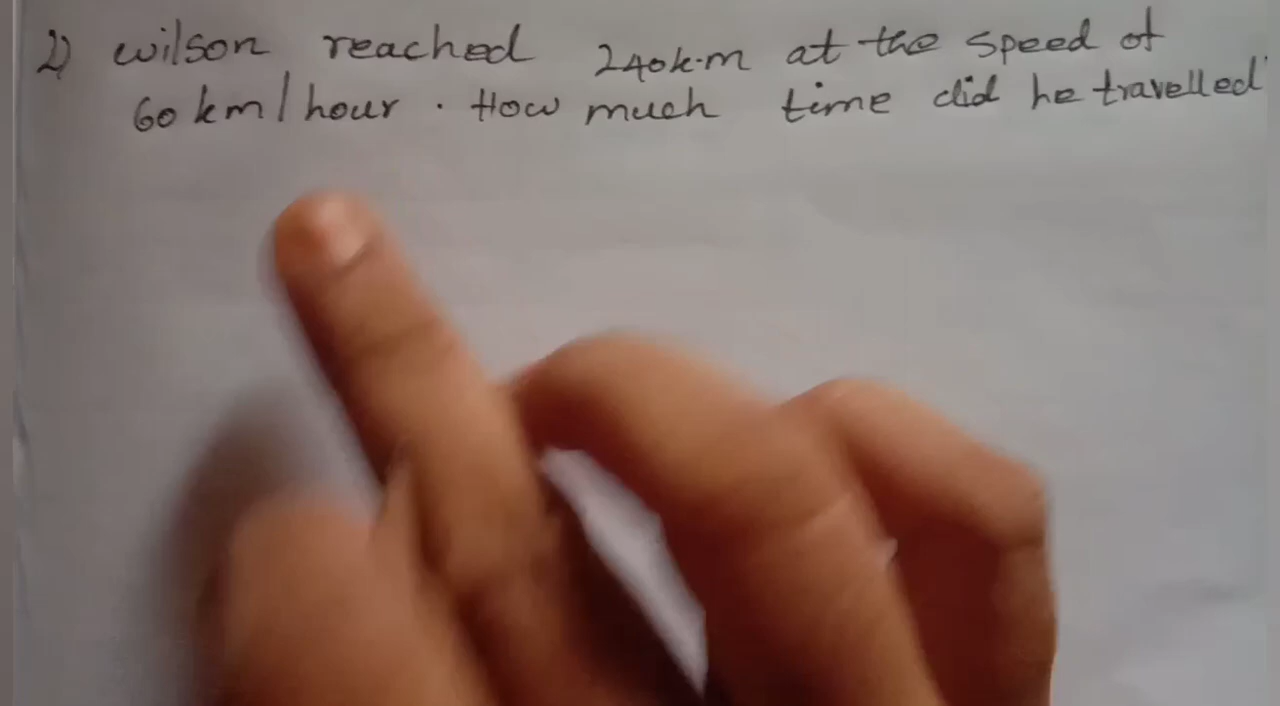 2) wilson reached 240k.m at the speed of
60 km/hour. How much time did he travelled